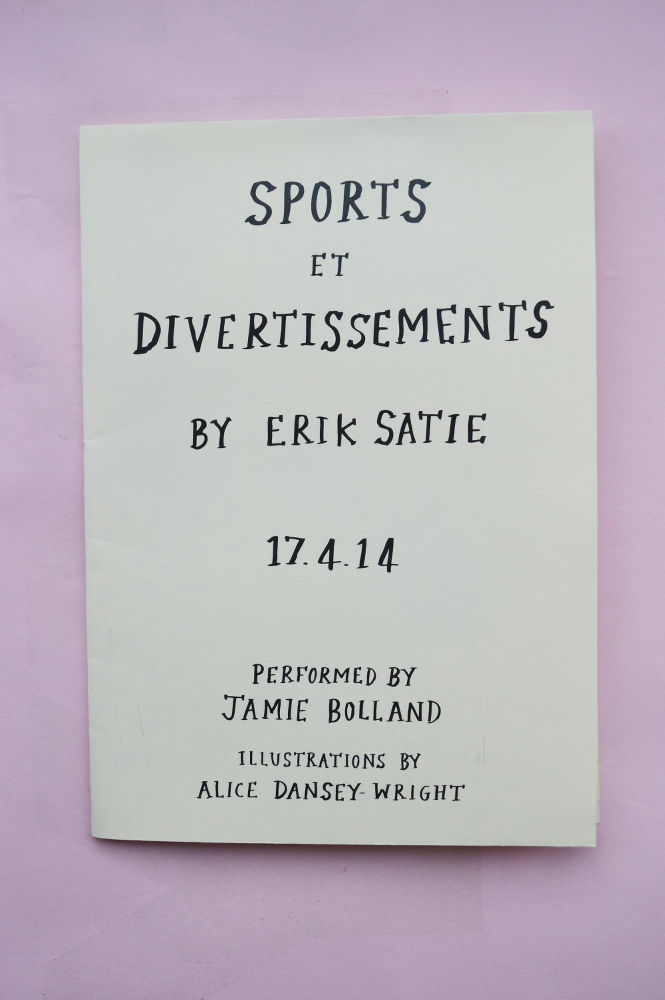 SPORTS
ET
DIVERTISSEMENTS
BY ERIK SATIE
17.4.14
PERFORMED BY
JAMIE BOLLAND
ILLUSTRATIONS BY
ALICE DANSEY-WRIGHT